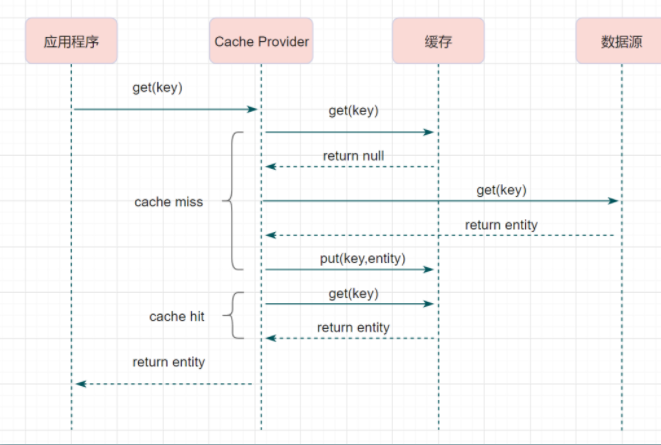 应用程序
Cache Provider
缓存
数据源
get(key)
get(key)
return null
get(key)
cache miss
return entity
put(key,entity)
get(key)
cache hit
return entity
return entity